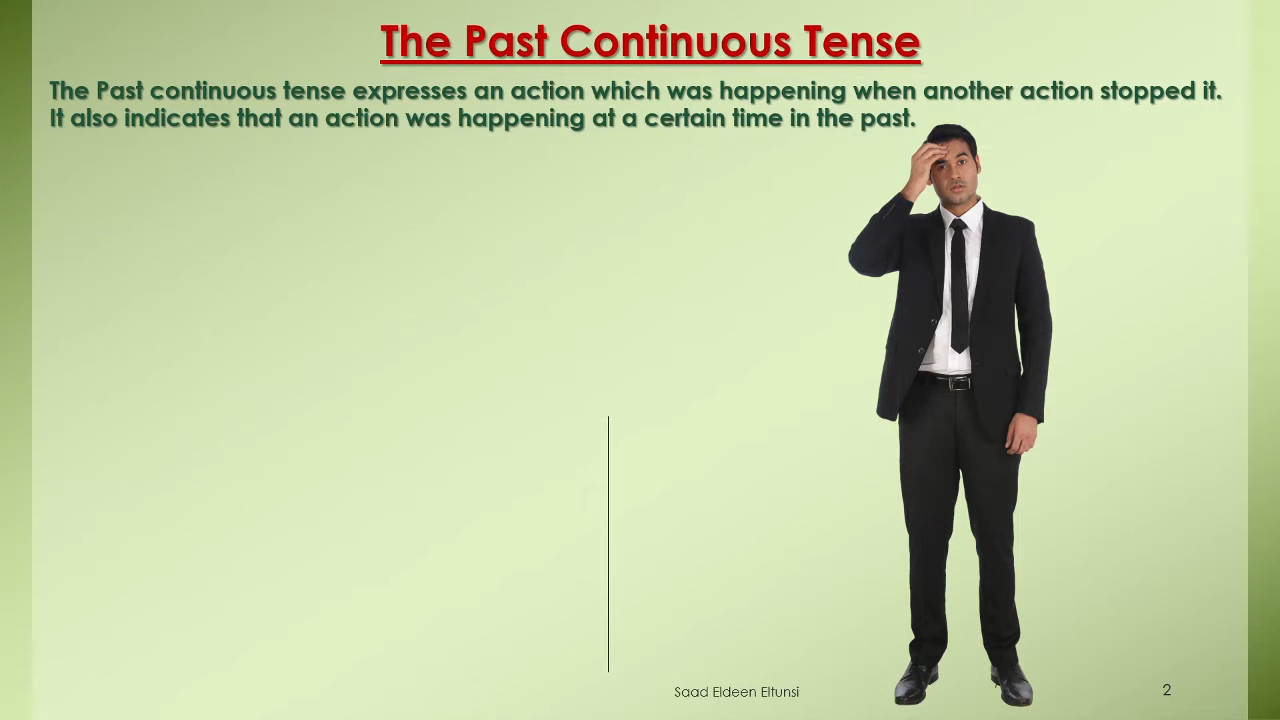 The Past Continuous Tense
The Past continuous tense expresses an action which was happening when another action stopped it.
It also indicates that an action was happening at a certain time in the past.
Saad Eldeen Eltunsi
2